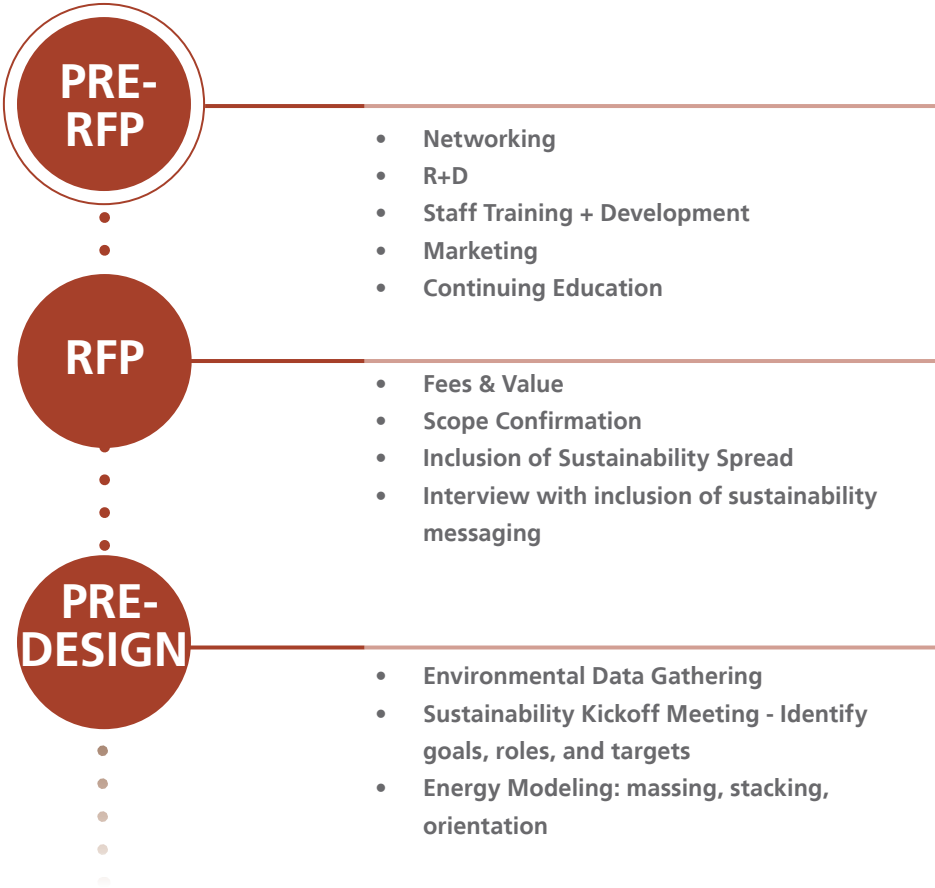 PRE-
RFP
• Networking
• R+D
• Staff Training + Development
• Marketing
• Continuing Education
RFP
• Fees & Value
• Scope Confirmation
• Inclusion of Sustainability Spread
• Interview with inclusion of sustainability
messaging
PRE-
DESIGN
• Environmental Data Gathering
• Sustainability Kickoff Meeting - Identify
goals, roles, and targets
• Energy Modeling: massing, stacking,
orientation